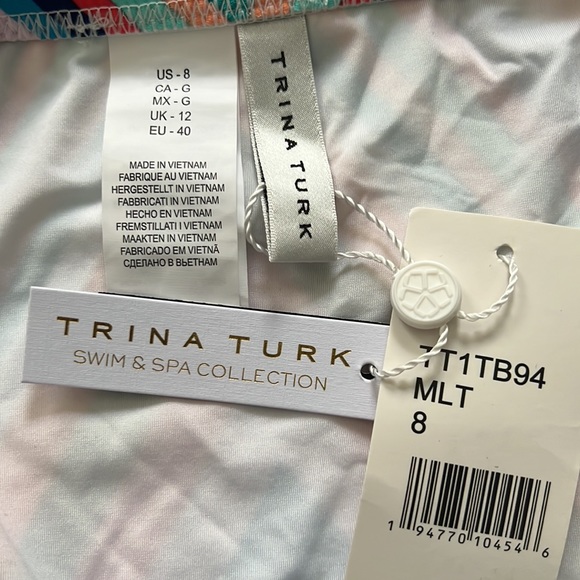 US - 8
CA - G
MX - G
UK - 12
EU - 40
MADE IN VIETNAM
FABRIQUE AU VIETNAM
HERGESTELLT IN VIETNAM
FABBRICATI IN VIETNAM
HECHO EN VIETNAM
FREMSTILLATI I VIETNAM
MAAKTEN IN VIETNAM
FABRICADO EM VIETNÃ
СДЕЛАНО В ВЬЕТНАМ
TRINA TURK
TRINA TURK
SWIM & SPA COLLECTION
TT1TB94
MLT
8
1 94770 10454 6